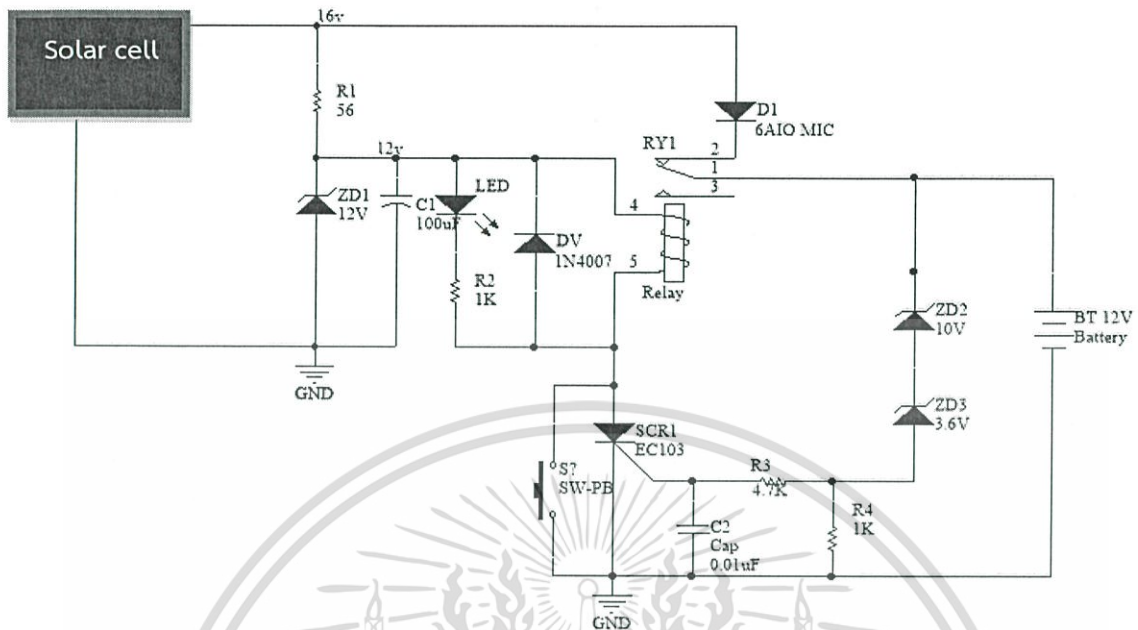 16v
Solar cell
R1
56
D1
6AIO MIC
RY1
2
1
3
12v
ZD1
12V
C1
100uF
LED
DV
1N4007
4
5
Relay
R2
1K
GND
ZD2
10V
BT 12V
Battery
ZD3
3.6V
SCR1
EC103
S?
SW-PB
R3
4.7K
R4
1K
C2
Cap
0.01uF
GND